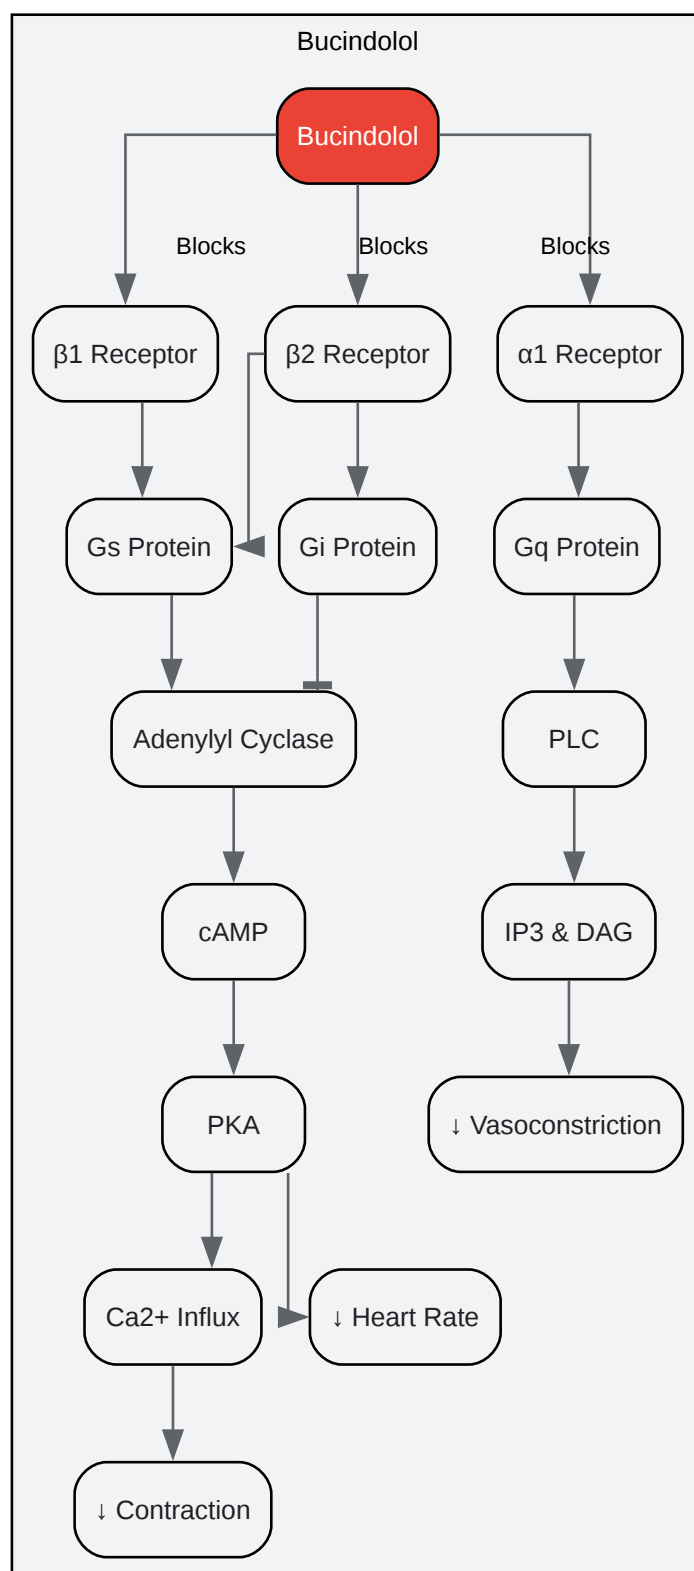 Bucindolol
Bucindolol
Blocks
Blocks
Blocks
β1 Receptor
β2 Receptor
α1 Receptor
Gs Protein
Gi Protein
Gq Protein
Adenylyl Cyclase
PLC
cAMP
IP3 & DAG
PKA
↓ Vasoconstriction
Ca2+ Influx
↓ Heart Rate
↓ Contraction